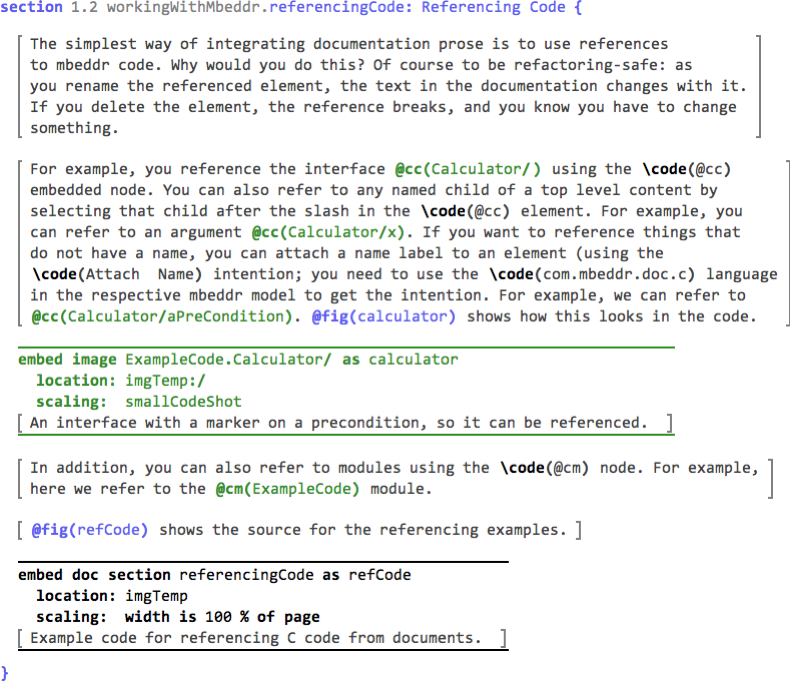 section 1.2 workingWithMbeddr.referencingCode: Referencing Code {
The simplest way of integrating documentation prose is to use references
to mbeddr code. Why would you do this? Of course to be refactoring-safe: as
you rename the referenced element, the text in the documentation changes with it.
If you delete the element, the reference breaks, and you know you have to change
something.
For example, you reference the interface @cc(Calculator/) using the \code(@cc)
embedded node. You can also refer to any named child of a top level content by
selecting that child after the slash in the \code(@cc) element. For example, you
can refer to an argument @cc(Calculator/x). If you want to reference things that
do not have a name, you can attach a name label to an element (using the
\code(Attach  Name) intention; you need to use the \code(com.mbeddr.doc.c) language
in the respective mbeddr model to get the intention. For example, we can refer to
@cc(Calculator/aPreCondition). @fig(calculator) shows how this looks in the code.
embed image ExampleCode.Calculator/ as calculator
location: imgTemp:/
scaling:  smallCodeShot
[ An interface with a marker on a precondition, so it can be referenced.  ]
In addition, you can also refer to modules using the \code(@cm) node. For example,
here we refer to the @cm(ExampleCode) module.
[ @fig(refCode) shows the source for the referencing examples. ]
embed doc section referencingCode as refCode
location: imgTemp
scaling:  width is 100 % of page
[ Example code for referencing C code from documents.  ]
}